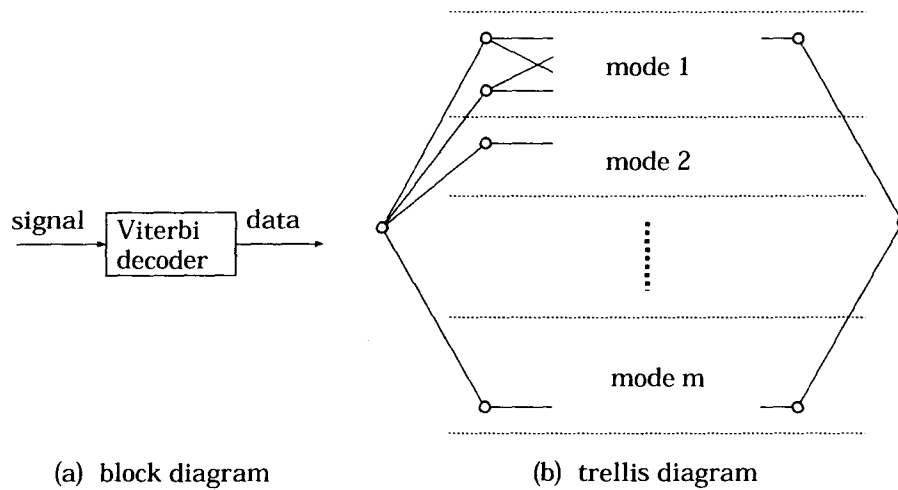 mode 1
mode 2
signal
data
Viterbi
decoder
mode m
(a) block diagram
(b) trellis diagram